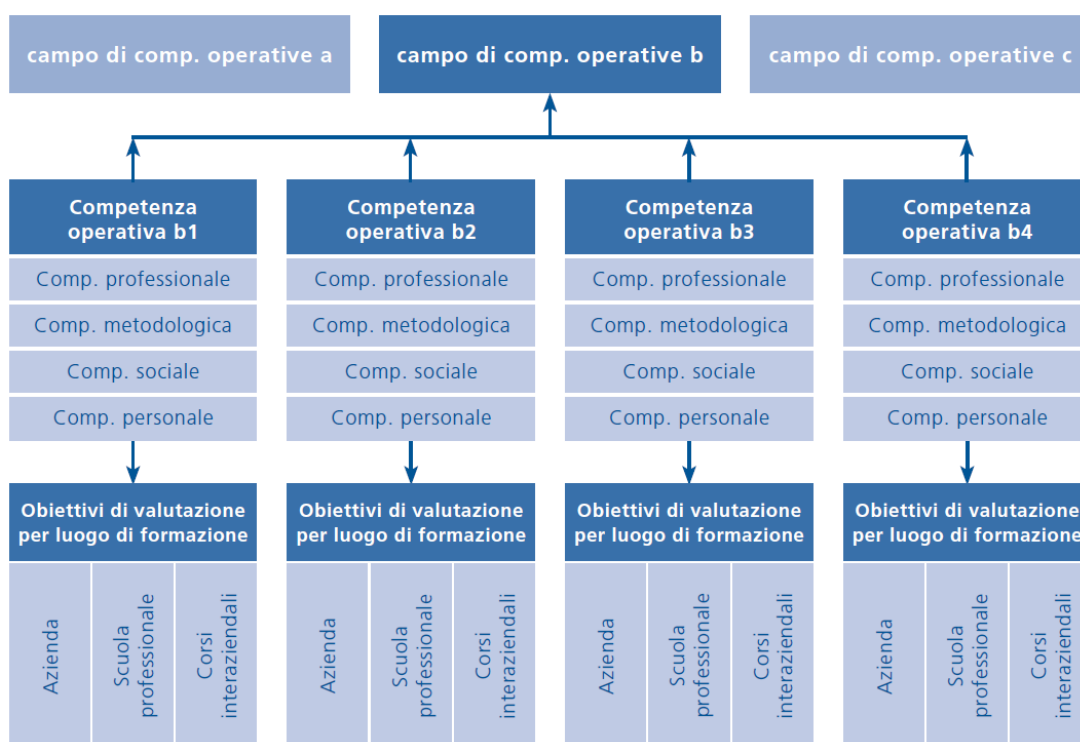 campo di comp. operative a
campo di comp. operative b
campo di comp. operative c
Competenza
operativa b1
Comp. professionale
Comp. metodologica
Comp. sociale
Comp. personale
Obiettivi di valutazione
per luogo di formazione
Azienda
Scuola
professionale
Corsi
interaziendali
Competenza
operativa b2
Comp. professionale
Comp. metodologica
Comp. sociale
Comp. personale
Obiettivi di valutazione
per luogo di formazione
Azienda
Scuola
professionale
Corsi
interaziendali
Competenza
operativa b3
Comp. professionale
Comp. metodologica
Comp. sociale
Comp. personale
Obiettivi di valutazione
per luogo di formazione
Azienda
Scuola
professionale
Corsi
interaziendali
Competenza
operativa b4
Comp. professionale
Comp. metodologica
Comp. sociale
Comp. personale
Obiettivi di valutazione
per luogo di formazione
Azienda
Scuola
professionale
Corsi
interaziendali